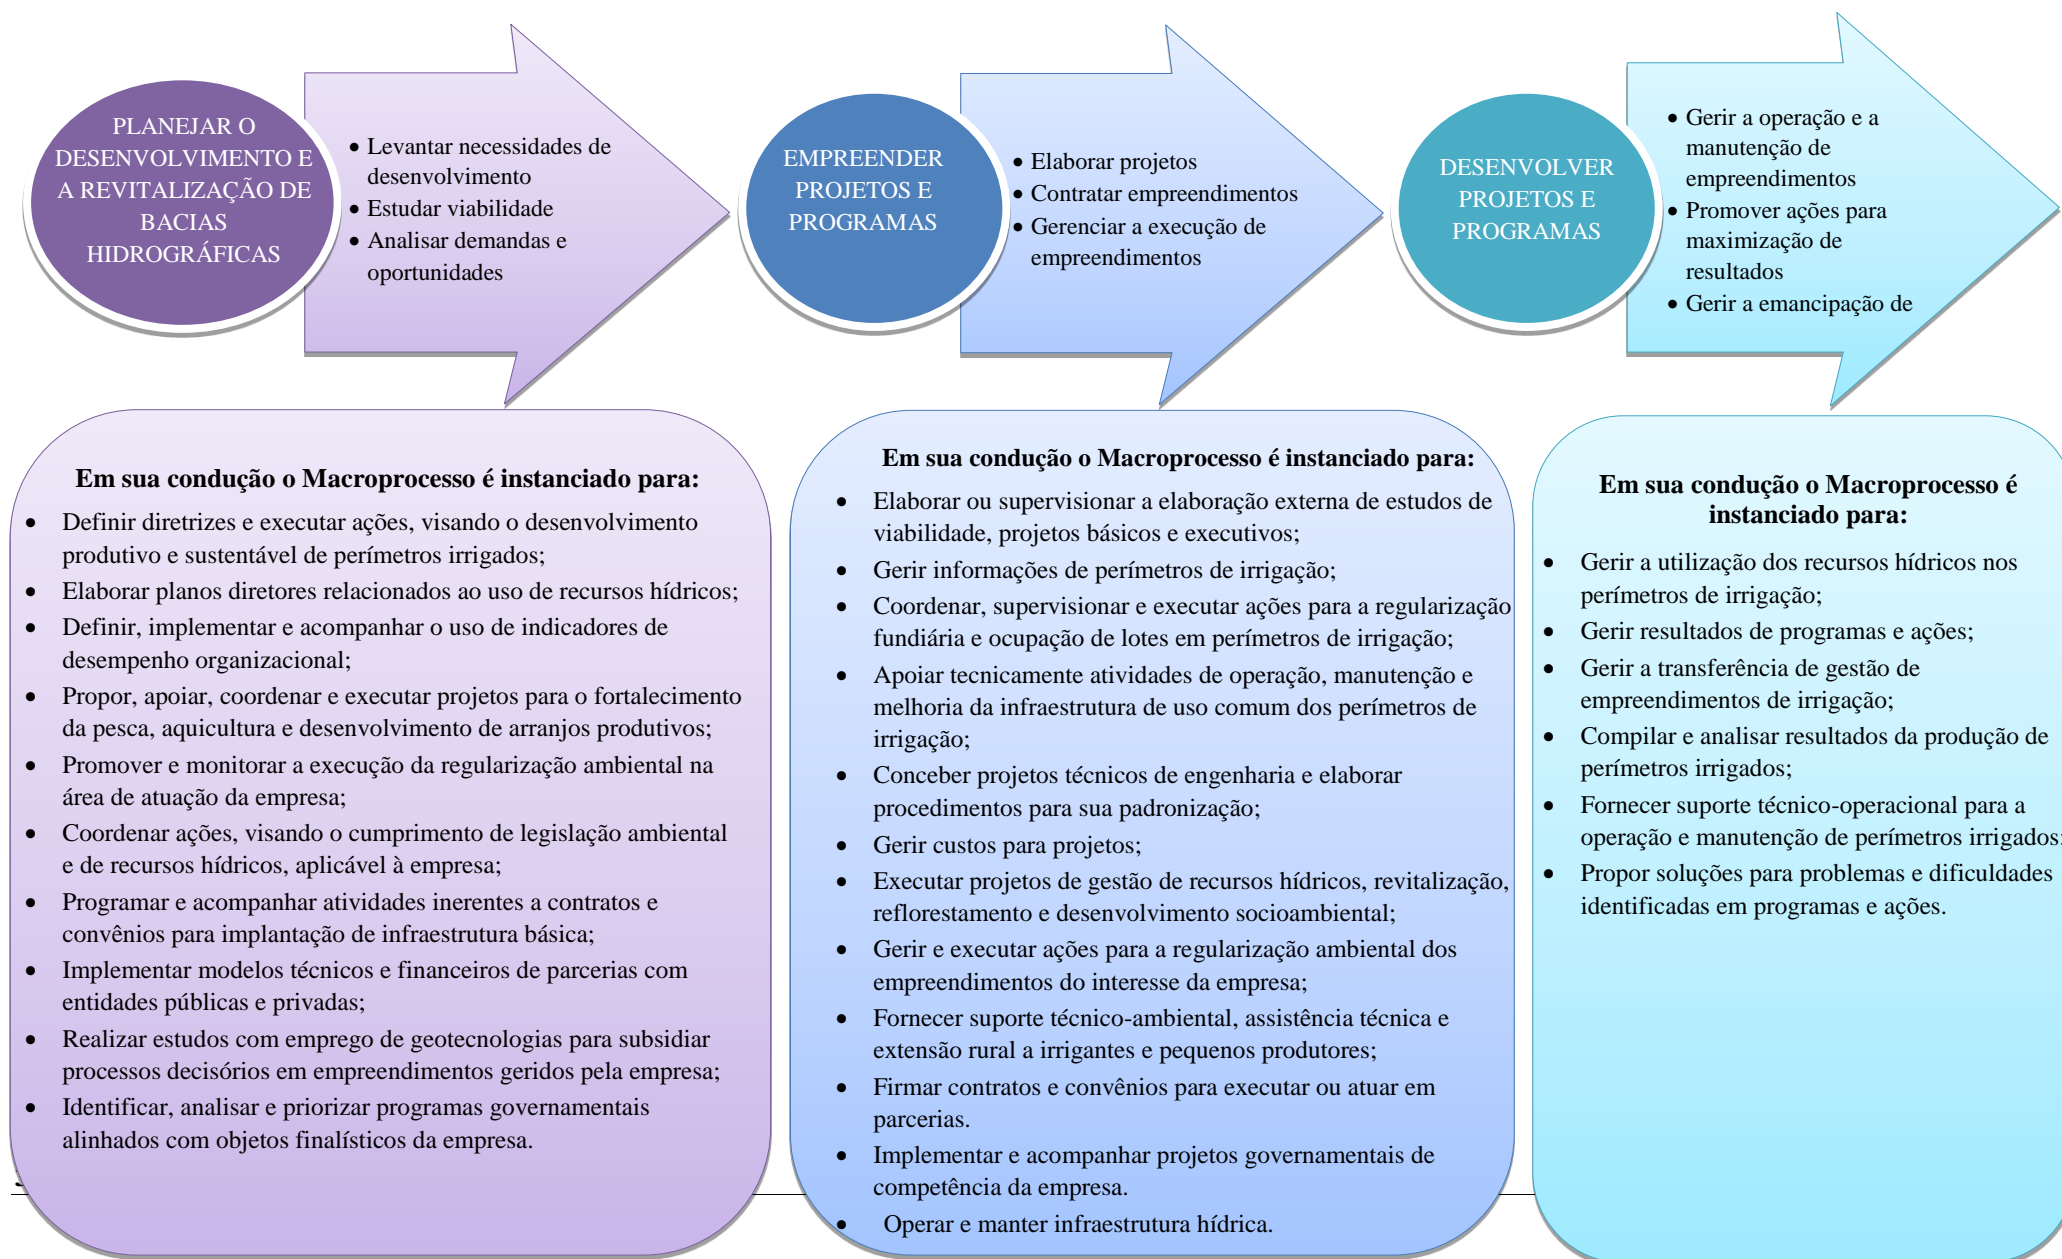 PLANEJAR O
DESENVOLVIMENTO E
A REVITALIZAÇÃO DE
BACIAS
HIDROGRÁFICAS
• Levantar necessidades de
desenvolvimento
• Estudar viabilidade
• Analisar demandas e
oportunidades
EMPREENDER
PROJETOS E
PROGRAMAS
• Elaborar projetos
• Contratar empreendimentos
• Gerenciar a execução de
empreendimentos
DESENVOLVER
PROJETOS E
PROGRAMAS
• Gerir a operação e a
manutenção de
empreendimentos
• Promover ações para
maximização de
resultados
• Gerir a emancipação de
Em sua condução o Macroprocesso é instanciado para:
• Definir diretrizes e executar ações, visando o desenvolvimento
produtivo e sustentável de perímetros irrigados;
• Elaborar planos diretores relacionados ao uso de recursos hídricos;
• Definir, implementar e acompanhar o uso de indicadores de
desempenho organizacional;
• Propor, apoiar, coordenar e executar projetos para o fortalecimento
da pesca, aquicultura e desenvolvimento de arranjos produtivos;
• Promover e monitorar a execução da regularização ambiental na
área de atuação da empresa;
• Coordenar ações, visando o cumprimento de legislação ambiental
e de recursos hídricos, aplicável à empresa;
• Programar e acompanhar atividades inerentes a contratos e
convênios para implantação de infraestrutura básica;
• Implementar modelos técnicos e financeiros de parcerias com
entidades públicas e privadas;
• Realizar estudos com emprego de geotecnologias para subsidiar
processos decisórios em empreendimentos geridos pela empresa;
• Identificar, analisar e priorizar programas governamentais
alinhados com objetos finalísticos da empresa.
Em sua condução o Macroprocesso é instanciado para:
• Elaborar ou supervisionar a elaboração externa de estudos de
viabilidade, projetos básicos e executivos;
• Gerir informações de perímetros de irrigação;
• Coordenar, supervisionar e executar ações para a regularização
fundiária e ocupação de lotes em perímetros de irrigação;
• Apoiar tecnicamente atividades de operação, manutenção e
melhoria da infraestrutura de uso comum dos perímetros de
irrigação;
• Conceber projetos técnicos de engenharia e elaborar
procedimentos para sua padronização;
• Gerir custos para projetos;
• Executar projetos de gestão de recursos hídricos, revitalização,
reflorestamento e desenvolvimento socioambiental;
• Gerir e executar ações para a regularização ambiental dos
empreendimentos do interesse da empresa;
• Fornecer suporte técnico-ambiental, assistência técnica e
extensão rural a irrigantes e pequenos produtores;
• Firmar contratos e convênios para executar ou atuar em
parcerias.
• Implementar e acompanhar projetos governamentais de
competência da empresa.
• Operar e manter infraestrutura hídrica.
Em sua condução o Macroprocesso é
instanciado para:
• Gerir a utilização dos recursos hídricos nos
perímetros de irrigação;
• Gerir resultados de programas e ações;
• Gerir a transferência de gestão de
empreendimentos de irrigação;
• Compilar e analisar resultados da produção de
perímetros irrigados;
• Fornecer suporte técnico-operacional para a
operação e manutenção de perímetros irrigados;
• Propor soluções para problemas e dificuldades
identificadas em programas e ações.